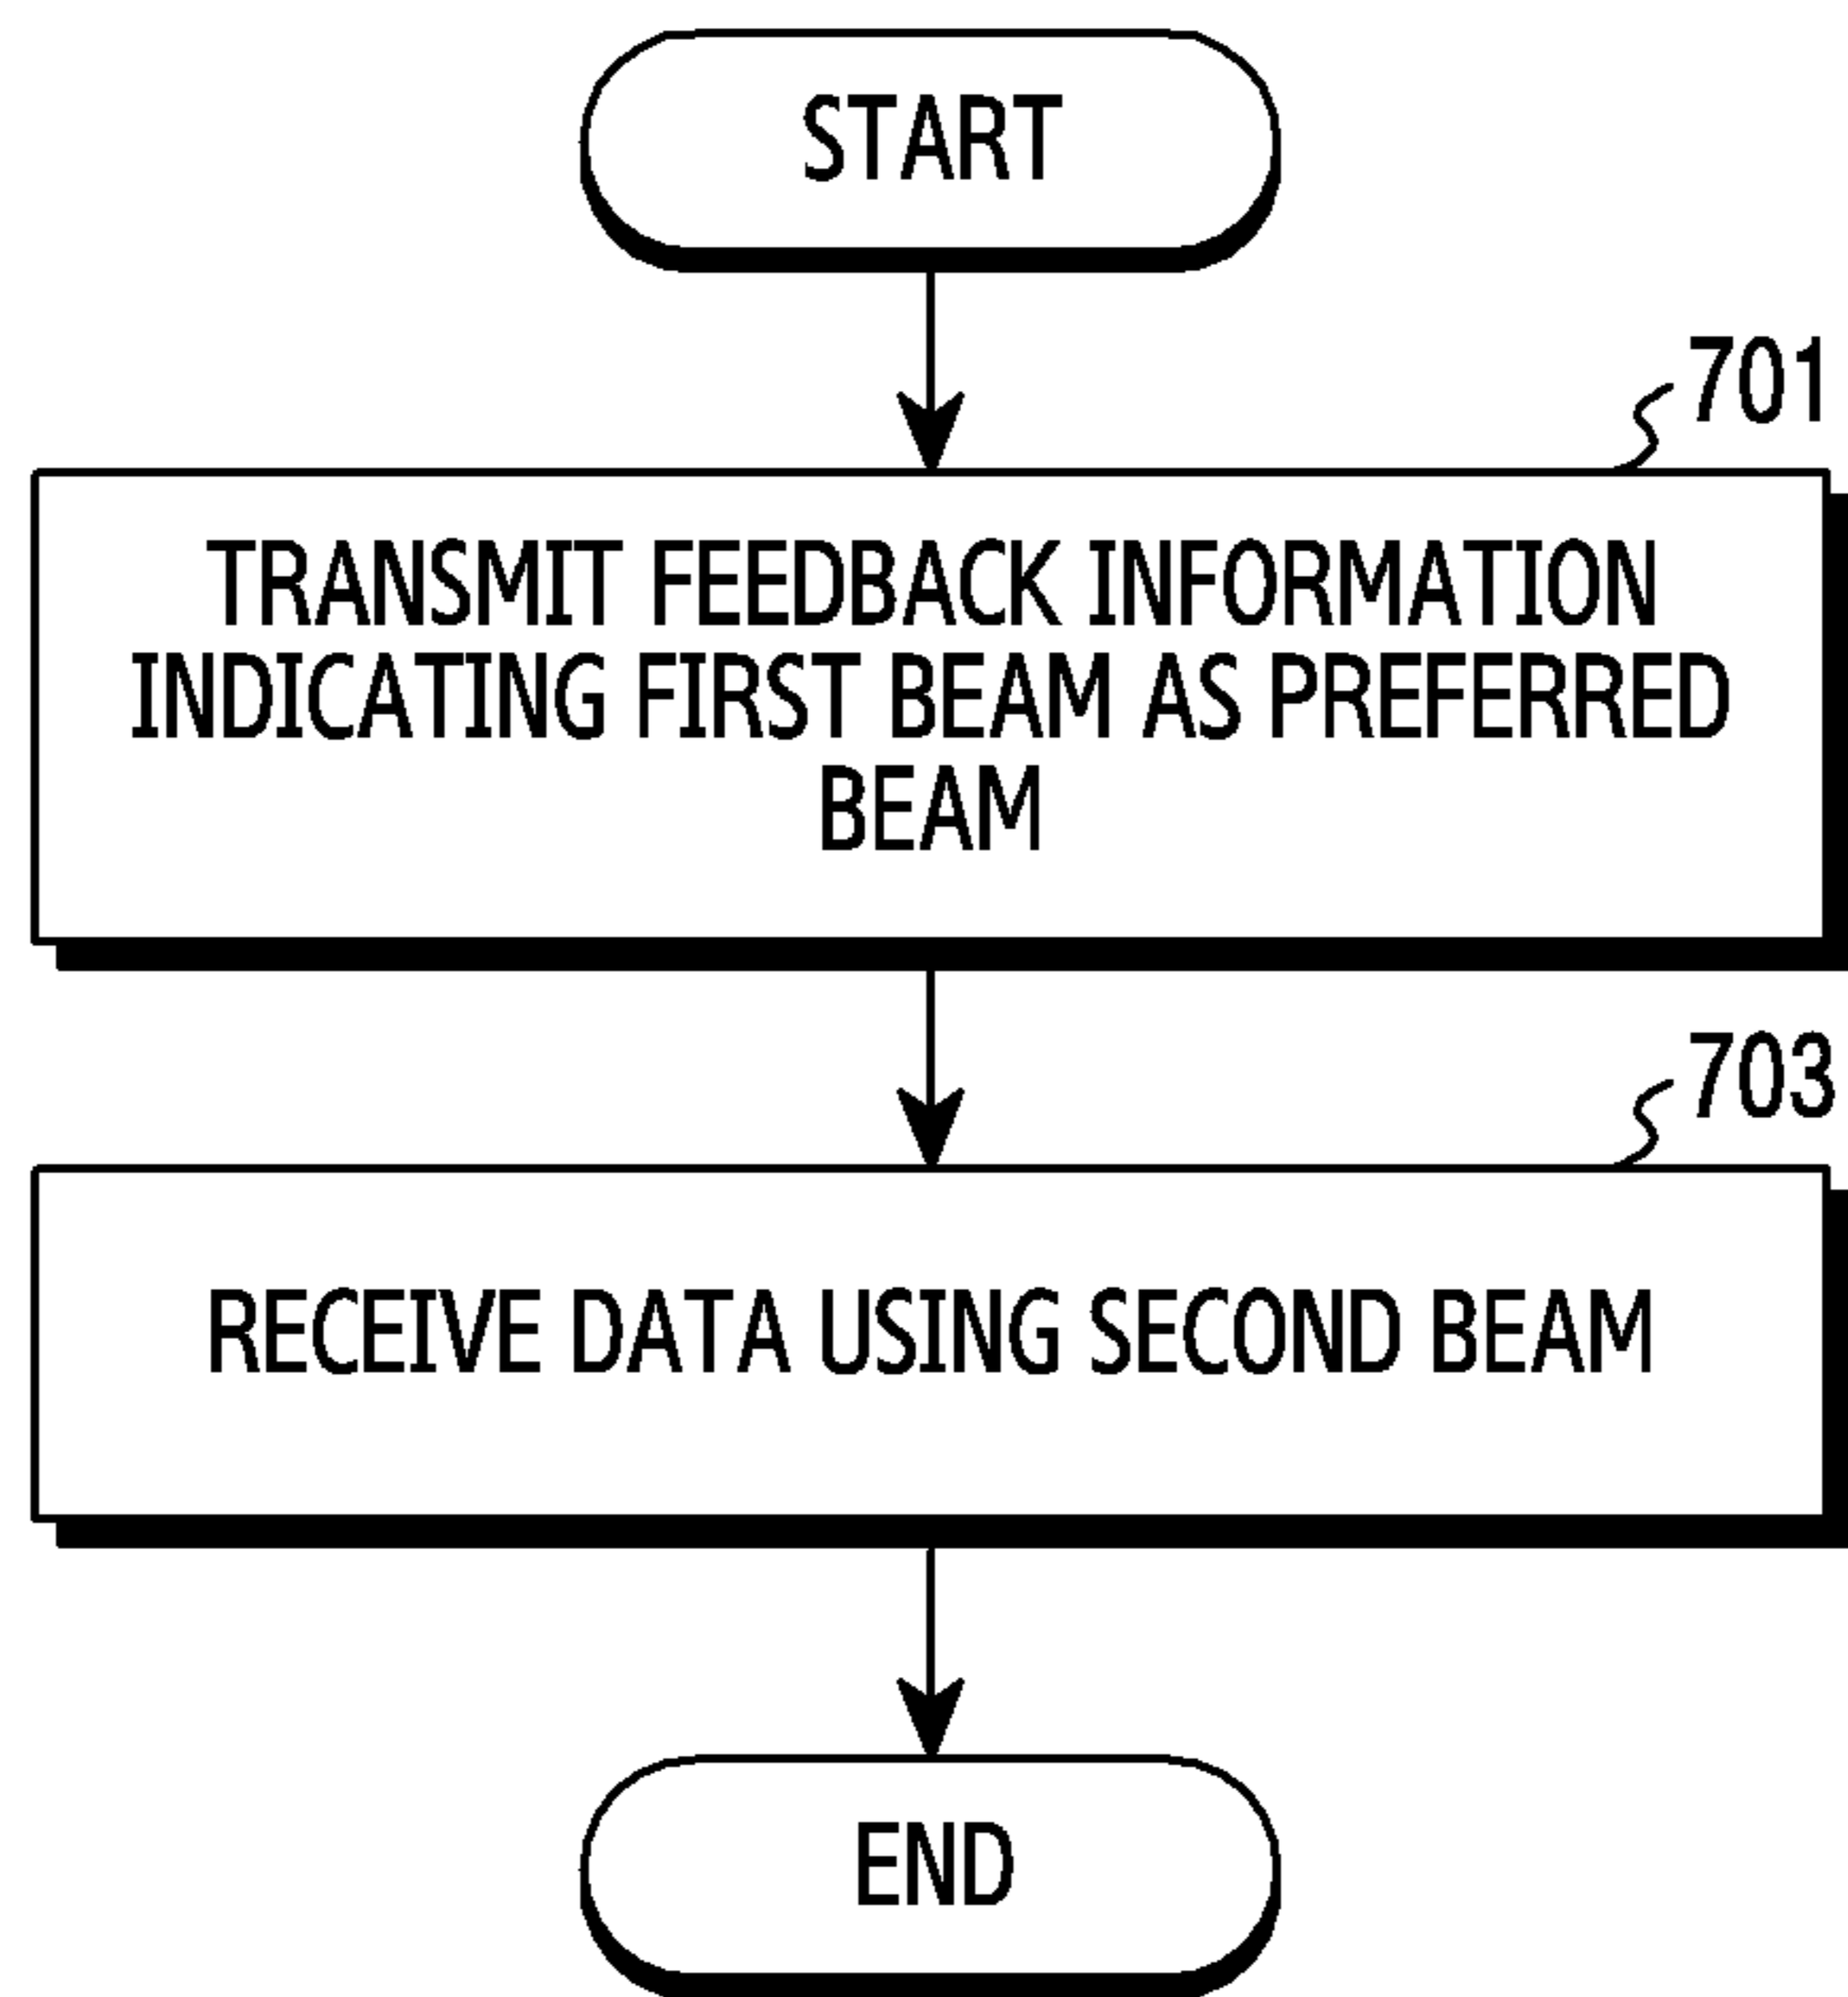 START
701
TRANSMIT FEEDBACK INFORMATION
INDICATING FIRST BEAM AS PREFERRED
BEAM
703
RECEIVE DATA USING SECOND BEAM
END